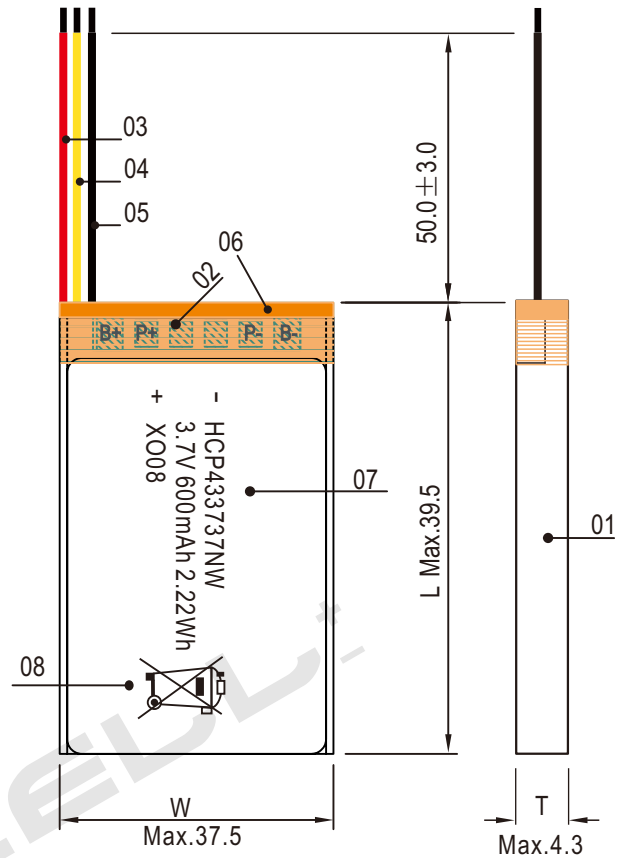 03
04
05
06
02
50.0±3.0
B+ P+ P- B-
+ -
HCP433737NW
3.7V 600mAh 2.22Wh
XO08
07
08
L Max.39.5
01
W
Max.37.5
T
Max.4.3